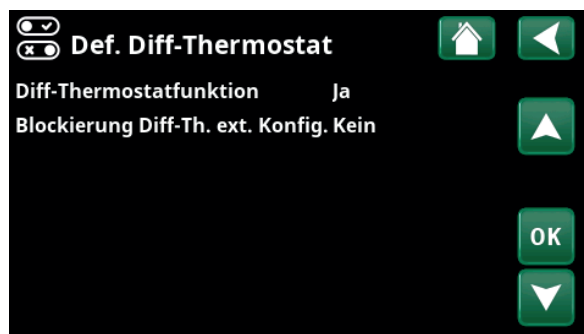 Def. Diff-Thermostat
Diff-Thermostatfunktion Ja
Blockierung Diff-Th. ext. Konfig. Kein
OK